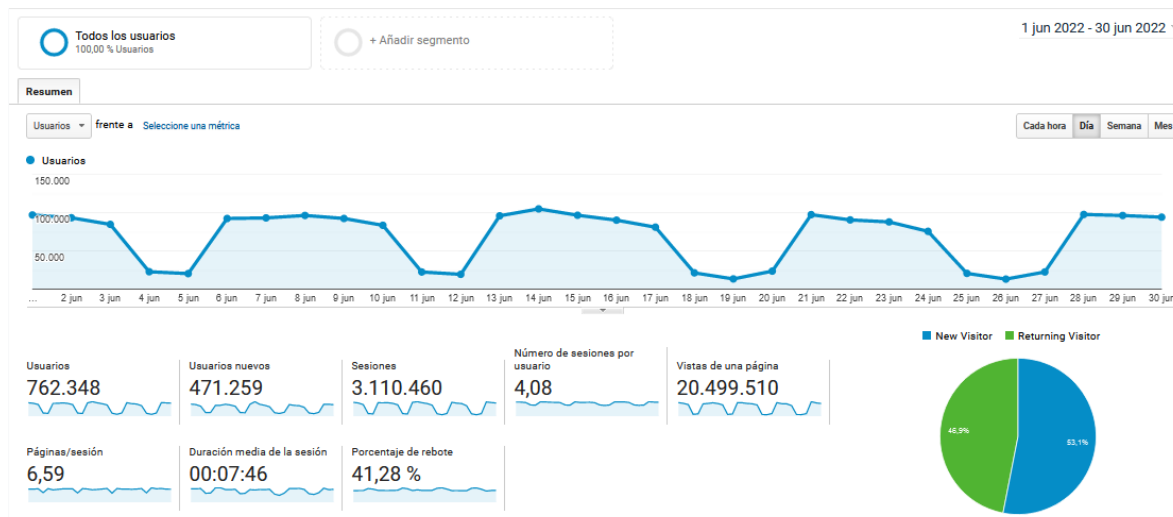 Todos los usuarios
100,00 % Usuarios
+ Añadir segmento
1 jun 2022 - 30 jun 2022
Resumen
Usuarios frente a Seleccione una métrica
Cada hora Día Semana Mes
Usuarios
150.000
100.000
50.000
... 2 jun 3 jun 4 jun 5 jun 6 jun 7 jun 8 jun 9 jun 10 jun 11 jun 12 jun 13 jun 14 jun 15 jun 16 jun 17 jun 18 jun 19 jun 20 jun 21 jun 22 jun 23 jun 24 jun 25 jun 26 jun 27 jun 28 jun 29 jun 30 jun
New Visitor Returning Visitor
Usuarios
762.348
Usuarios nuevos
471.259
Sesiones
3.110.460
Número de sesiones por
usuario
4,08
Vistas de una página
20.499.510
46,9%
53,1%
Páginas/sesión
6,59
Duración media de la sesión
00:07:46
Porcentaje de rebote
41,28 %